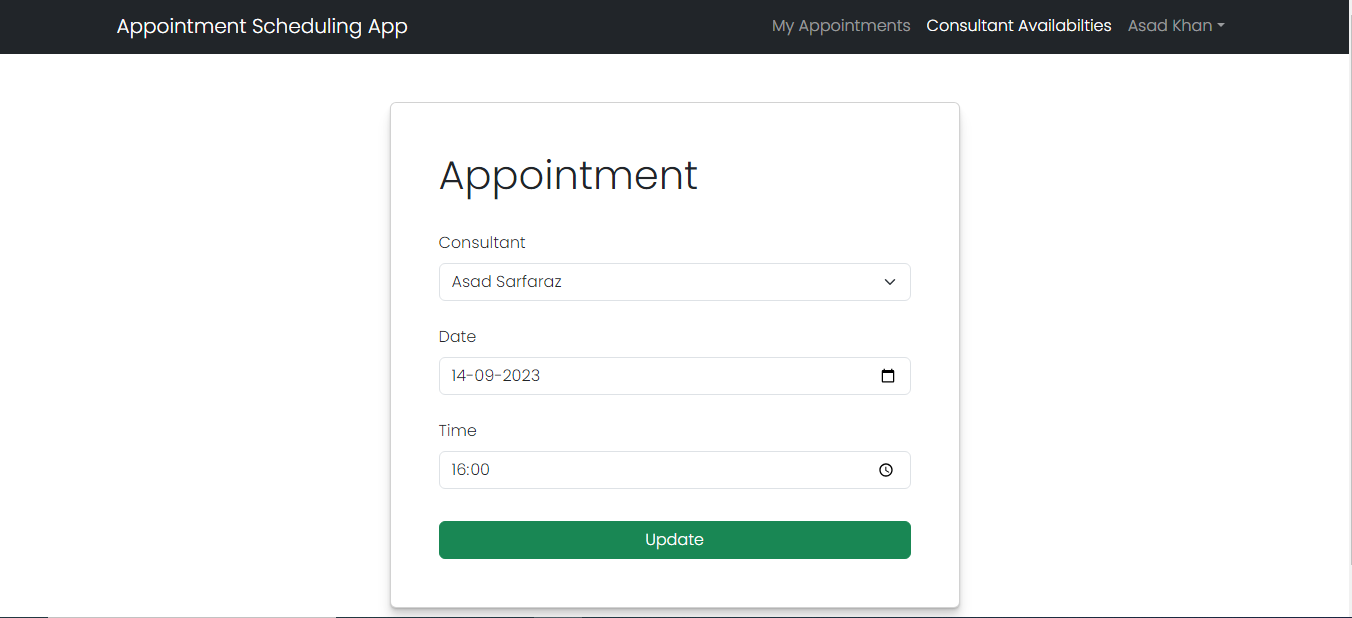 Appointment Scheduling App My Appointments Consultant Availabilties Asad Khan
Appointment
Consultant
Asad Sarfaraz
Date
14-09-2023
Time
16:00
Update